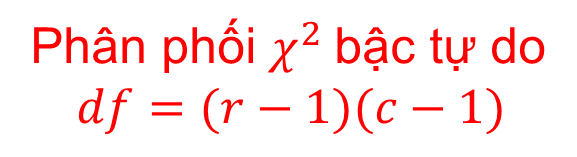 Phân phối χ² bậc tự do
df = (r − 1)(c − 1)